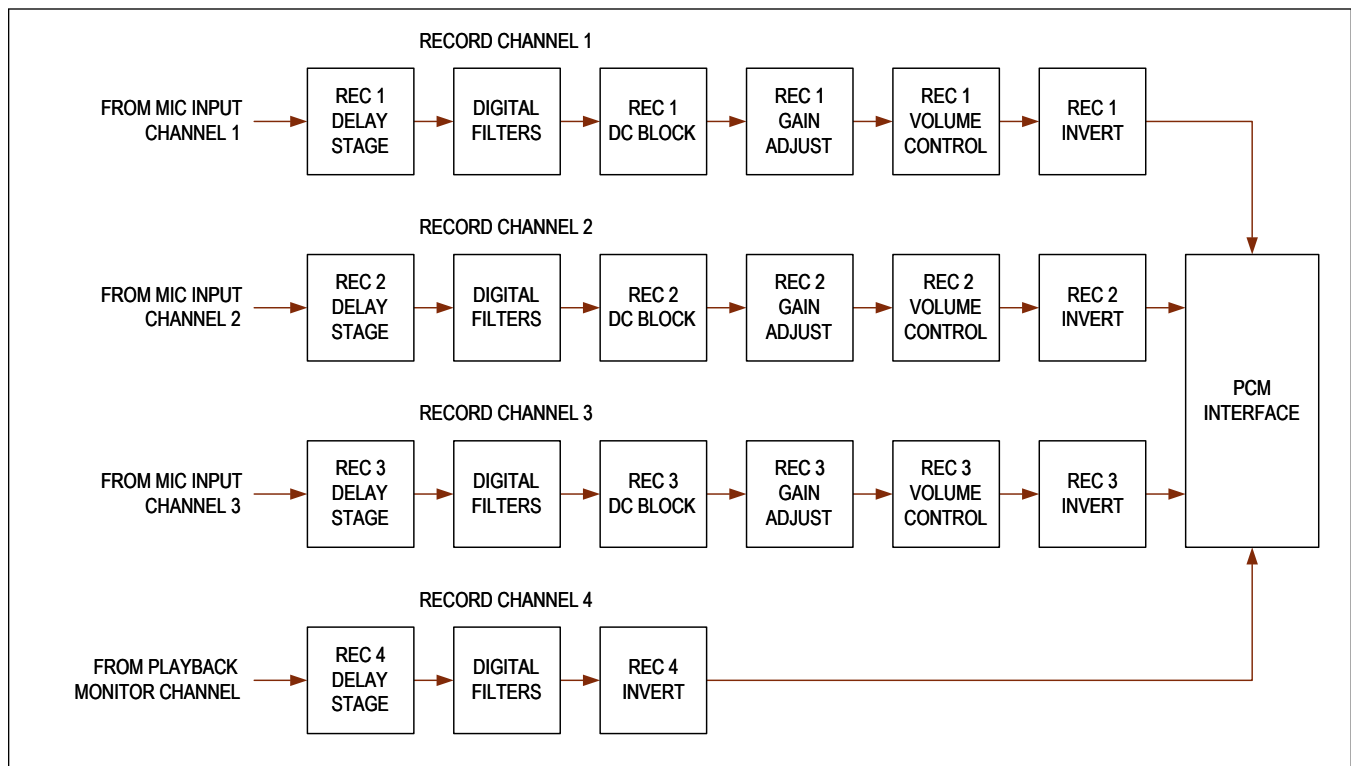 RECORD CHANNEL 1
FROM MIC INPUT
CHANNEL 1
REC 1
DELAY
STAGE
DIGITAL
FILTERS
REC 1
DC BLOCK
REC 1
GAIN
ADJUST
REC 1
VOLUME
CONTROL
REC 1
INVERT
RECORD CHANNEL 2
FROM MIC INPUT
CHANNEL 2
REC 2
DELAY
STAGE
DIGITAL
FILTERS
REC 2
DC BLOCK
REC 2
GAIN
ADJUST
REC 2
VOLUME
CONTROL
REC 2
INVERT
PCM
INTERFACE
RECORD CHANNEL 3
FROM MIC INPUT
CHANNEL 3
REC 3
DELAY
STAGE
DIGITAL
FILTERS
REC 3
DC BLOCK
REC 3
GAIN
ADJUST
REC 3
VOLUME
CONTROL
REC 3
INVERT
RECORD CHANNEL 4
FROM PLAYBACK
MONITOR CHANNEL
REC 4
DELAY
STAGE
DIGITAL
FILTERS
REC 4
INVERT